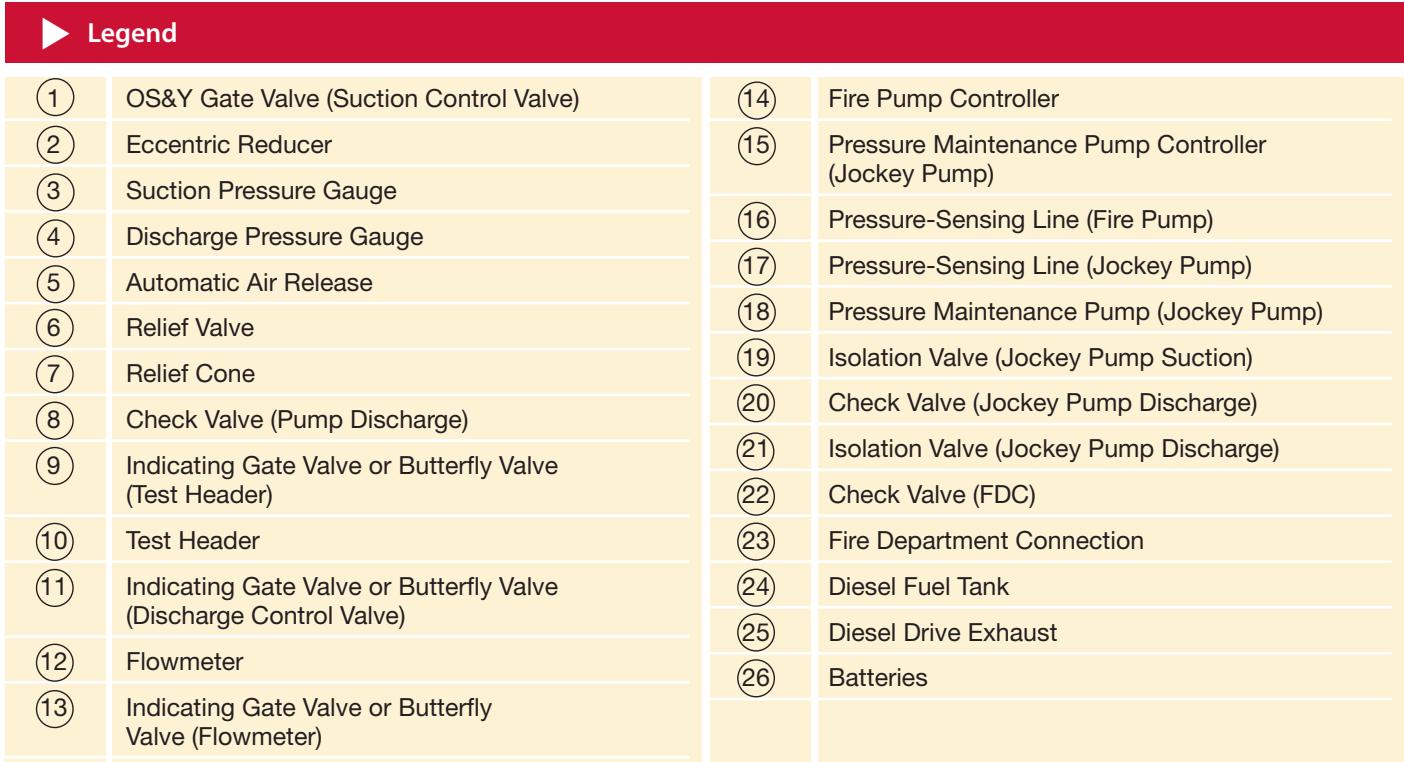 Legend
1 OS&Y Gate Valve (Suction Control Valve)
2 Eccentric Reducer
3 Suction Pressure Gauge
4 Discharge Pressure Gauge
5 Automatic Air Release
6 Relief Valve
7 Relief Cone
8 Check Valve (Pump Discharge)
9 Indicating Gate Valve or Butterfly Valve
(Test Header)
10 Test Header
11 Indicating Gate Valve or Butterfly Valve
(Discharge Control Valve)
12 Flowmeter
13 Indicating Gate Valve or Butterfly
Valve (Flowmeter)
14 Fire Pump Controller
15 Pressure Maintenance Pump Controller
(Jockey Pump)
16 Pressure-Sensing Line (Fire Pump)
17 Pressure-Sensing Line (Jockey Pump)
18 Pressure Maintenance Pump (Jockey Pump)
19 Isolation Valve (Jockey Pump Suction)
20 Check Valve (Jockey Pump Discharge)
21 Isolation Valve (Jockey Pump Discharge)
22 Check Valve (FDC)
23 Fire Department Connection
24 Diesel Fuel Tank
25 Diesel Drive Exhaust
26 Batteries